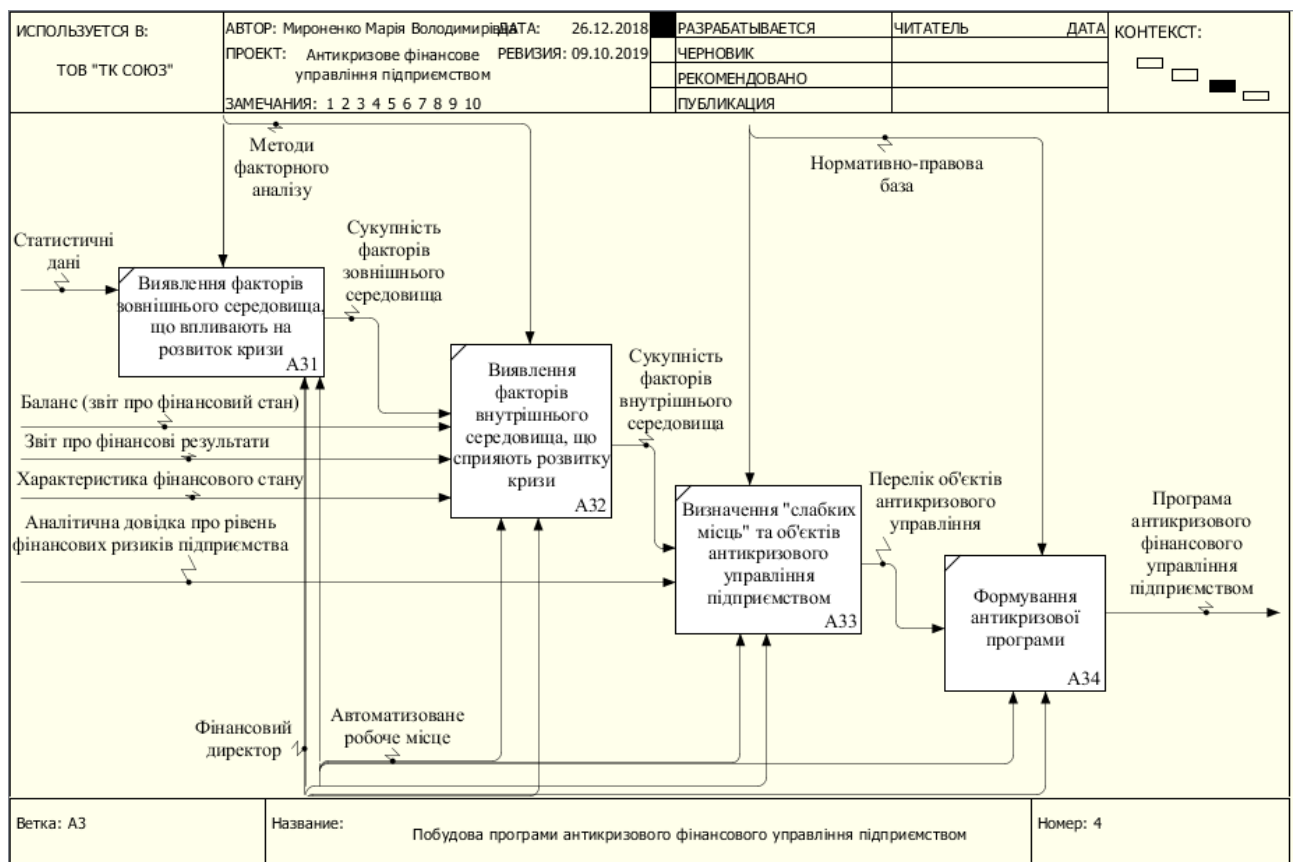 ИСПОЛЬЗУЕТСЯ В:
ТОВ "ТК СОЮЗ"
АВТОР: Мироненко Марія Володимирівна
ДАТА: 26.12.2018
ПРОЕКТ: Антикризове фінансове
управління підприємством
РЕВИЗИЯ: 09.10.2019
ЗАМЕЧАНИЯ: 1 2 3 4 5 6 7 8 9 10
РАЗРАБАТЫВАЕТСЯ
ЧЕРНОВИК
РЕКОМЕНДОВАНО
ПУБЛИКАЦИЯ
ЧИТАТЕЛЬ
ДАТА
КОНТЕКСТ:
Методи
факторного
аналізу
Нормативно-правова
база
Статистичні
дані
Сукупність
факторів
зовнішнього
середовища
Виявлення факторів
зовнішнього середовища,
що впливають на
розвиток кризи
A31
Баланс (звіт про фінансовий стан)
Звіт про фінансові результати
Характеристика фінансового стану
Аналітична довідка про рівень
фінансових ризиків підприємства
Виявлення
факторів
внутрішнього
середовища, що
сприяють розвитку
кризи
A32
Сукупність
факторів
внутрішнього
середовища
Визначення "слабких
місць" та об'єктів
антикризового
управління
підприємством
A33
Перелік об'єктів
антикризового
управління
Формування
антикризової
програми
A34
Програма
антикризового
фінансового
управління
підприємством
Фінансовий
директор
Автоматизоване
робоче місце
Ветка: A3
Название:
Побудова програми антикризового фінансового управління підприємством
Номер: 4